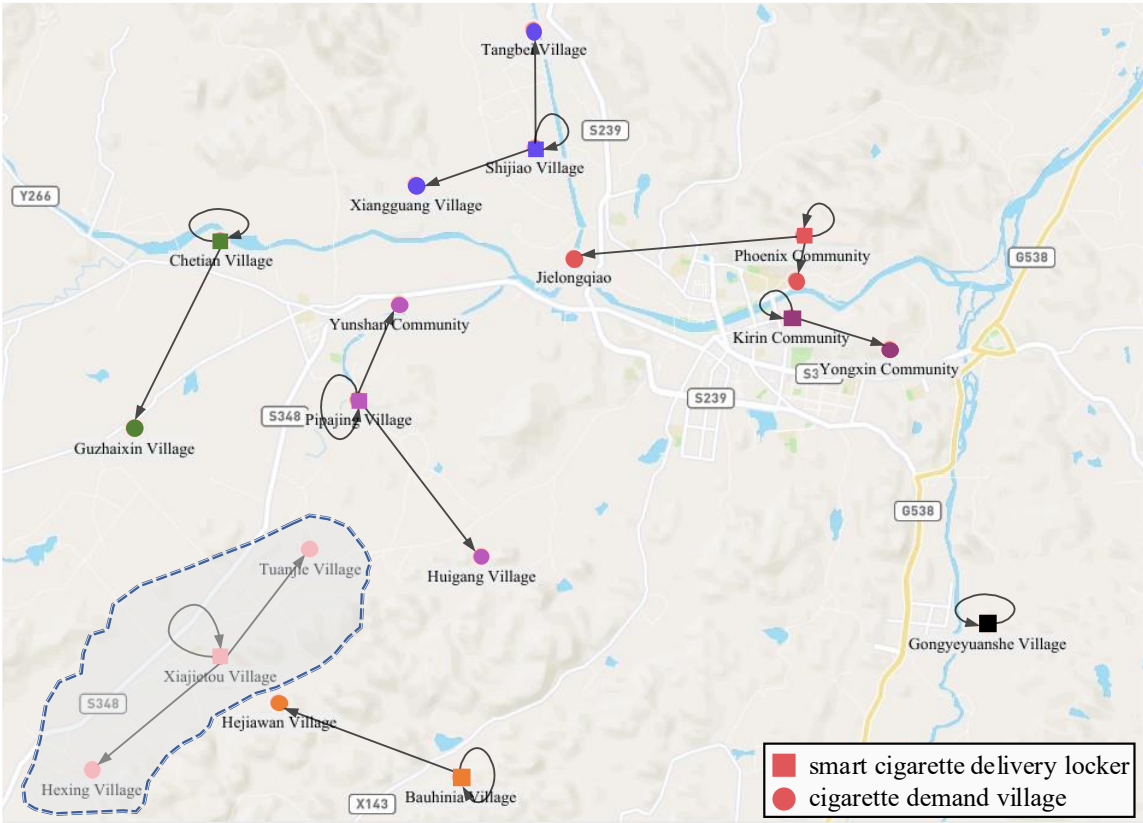 Tangbei Village
S239
Shijiao Village
Y266
Xiangguang Village
Chetian Village
Phoenix Community
G538
Jielongqiao
Yunshan Community
Kirin Community
Yongxin Community
S239
S348
Pipajing Village
Guzhaixin Village
G538
Tuanjie Village
Huigang Village
Gongyeyuanshe Village
Xiajietou Village
S348
Hejiawan Village
Hexing Village
X143
Bauhinia Village
smart cigarette delivery locker
cigarette demand village